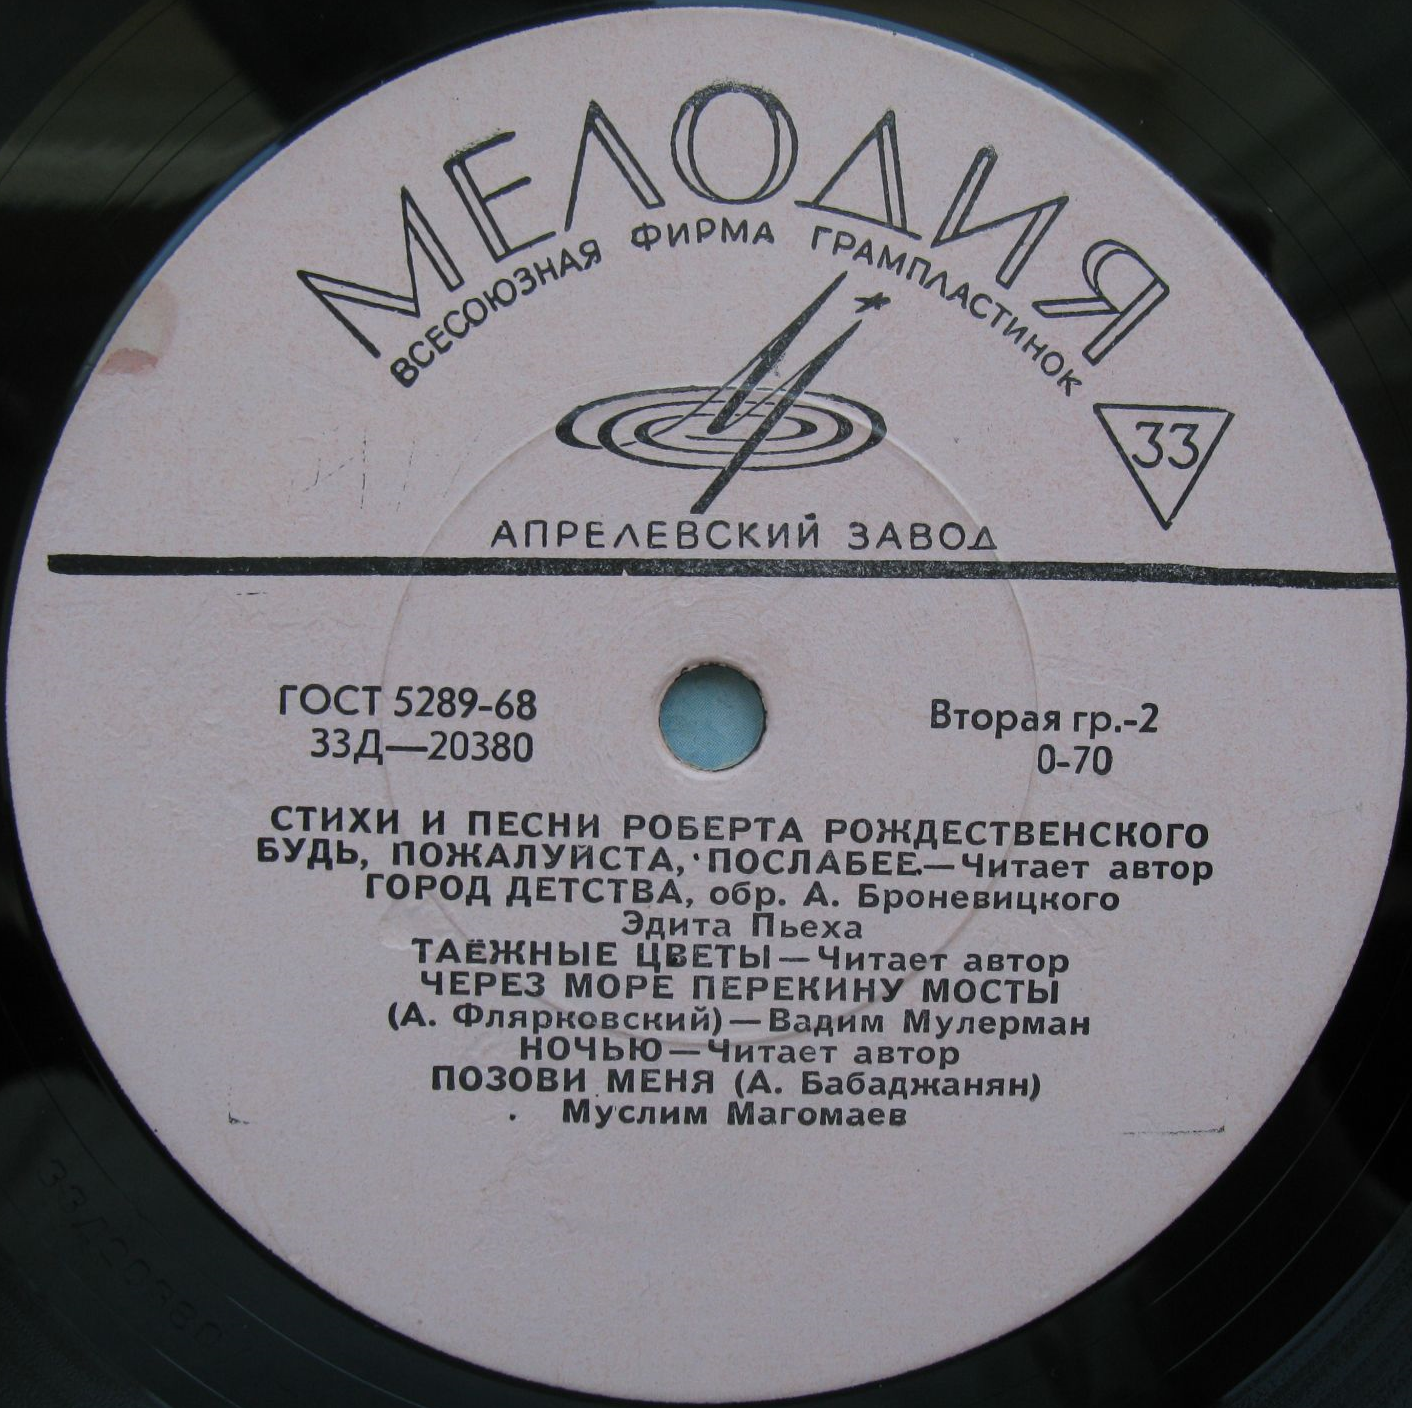 МЕЛОДИЯ
ВСЕСОЮЗНАЯ ФИРМА ГРАМПЛАСТИНОК
33
АПРЕЛЕВСКИЙ ЗАВОД
ГОСТ 5289-68
33Д—20380
Вторая гр.-2
0-70
СТИХИ И ПЕСНИ РОБЕРТА РОЖДЕСТВЕНСКОГО
БУДЬ, ПОЖАЛУЙСТА, ПОСЛАБЕЕ—Читает автор
ГОРОД ДЕТСТВА, обр. А. Броневицкого
Эдита Пьеха
ТАЁЖНЫЕ ЦВЕТЫ—Читает автор
ЧЕРЕЗ МОРЕ ПЕРЕКИНУ МОСТЫ
(А. Флярковский)—Вадим Мулерман
НОЧЬЮ—Читает автор
ПОЗОВИ МЕНЯ (А. Бабаджанян)
Муслим Магомаев